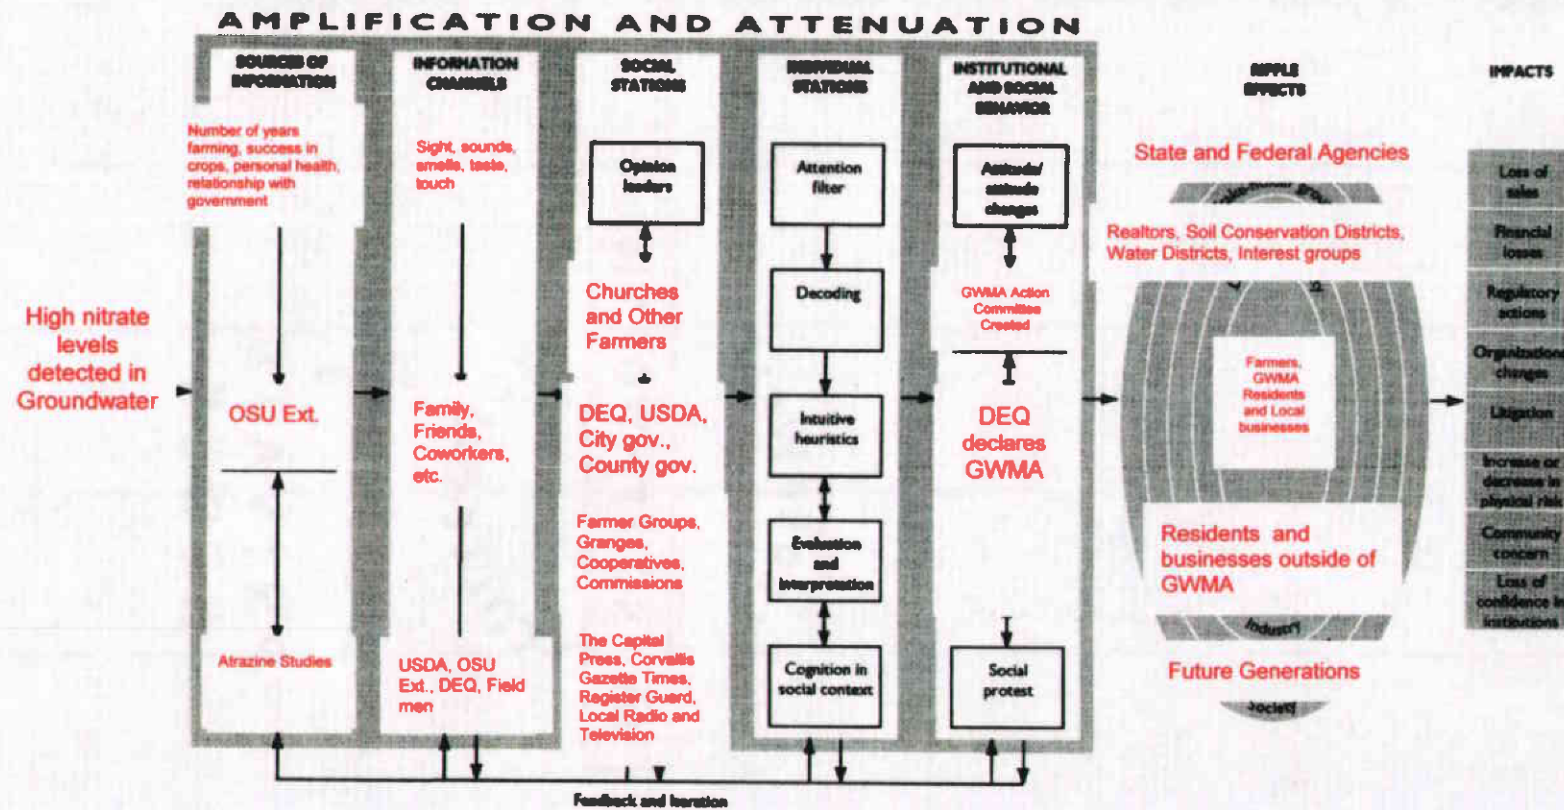 AMPLIFICATION AND ATTENUATION
SOURCES OF
INFORMATION
Number of years
farming, success in
crops, personal health,
relationship with
government
OSU Ext.
Atrazine Studies
INFORMATION
CHANNELS
Sight, sounds,
smells, taste,
touch
Family,
Friends,
Coworkers,
etc.
USDA, OSU
Ext., DEQ, Field
men
SOCIAL
STATIONS
Opinion
leaders
Churches
and Other
Farmers
DEQ, USDA,
City gov.,
County gov.
Farmer Groups,
Granges,
Cooperatives,
Commissions
The Capital
Press, Corvallis
Gazette Times,
Register Guard,
Local Radio and
Television
INDIVIDUAL
STATIONS
Attention
filter
Decoding
Intuitive
heuristics
Evaluation
and
interpretation
Cognition in
social context
INSTITUTIONAL
AND SOCIAL
BEHAVIOR
Attitude/
attitude
changes
GWMA Action
Committee
Created
DEQ
declares
GWMA
Social
protest
RIPPLE
EFFECTS
State and Federal Agencies
Realtors, Soil Conservation Districts,
Water Districts, Interest groups
Farmers,
GWMA
Residents
and Local
businesses
Residents and
businesses outside of
GWMA
Industry
Future Generations
Society
IMPACTS
Loss of
sales
Financial
losses
Regulatory
actions
Organizational
changes
Litigation
Increase or
decrease in
physical risk
Community
concern
Loss of
confidence in
institutions
High nitrate
levels
detected in
Groundwater
Feedback and iteration